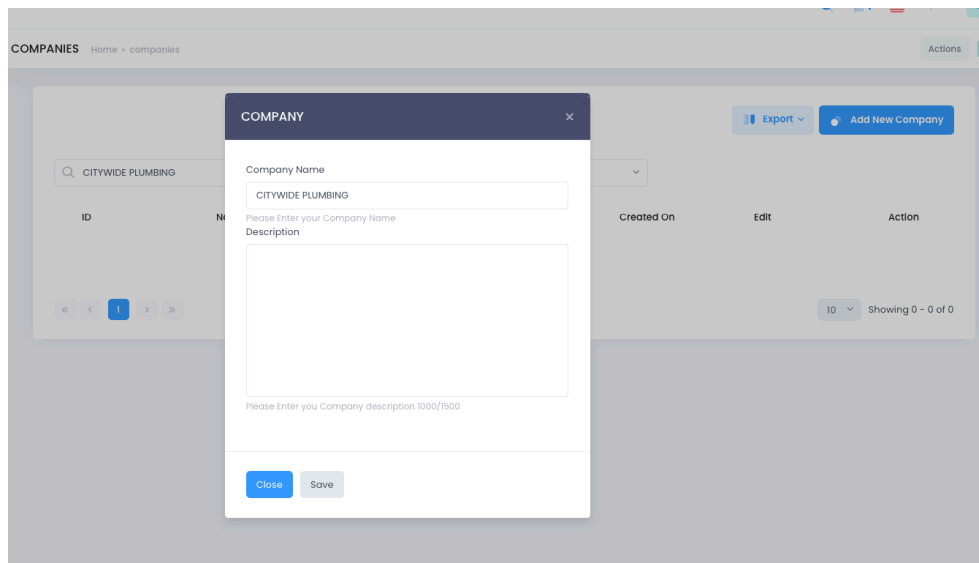 COMPANIES Home • companies Actions
COMPANY ×
Export Add New Company
Company Name
CITYWIDE PLUMBING
CITYWIDE PLUMBING
Please Enter your Company Name
ID Created On Edit Action
Description
« < 1 > »
10 Showing 0 - 0 of 0
Please Enter you Company description 1000/1500
Close Save